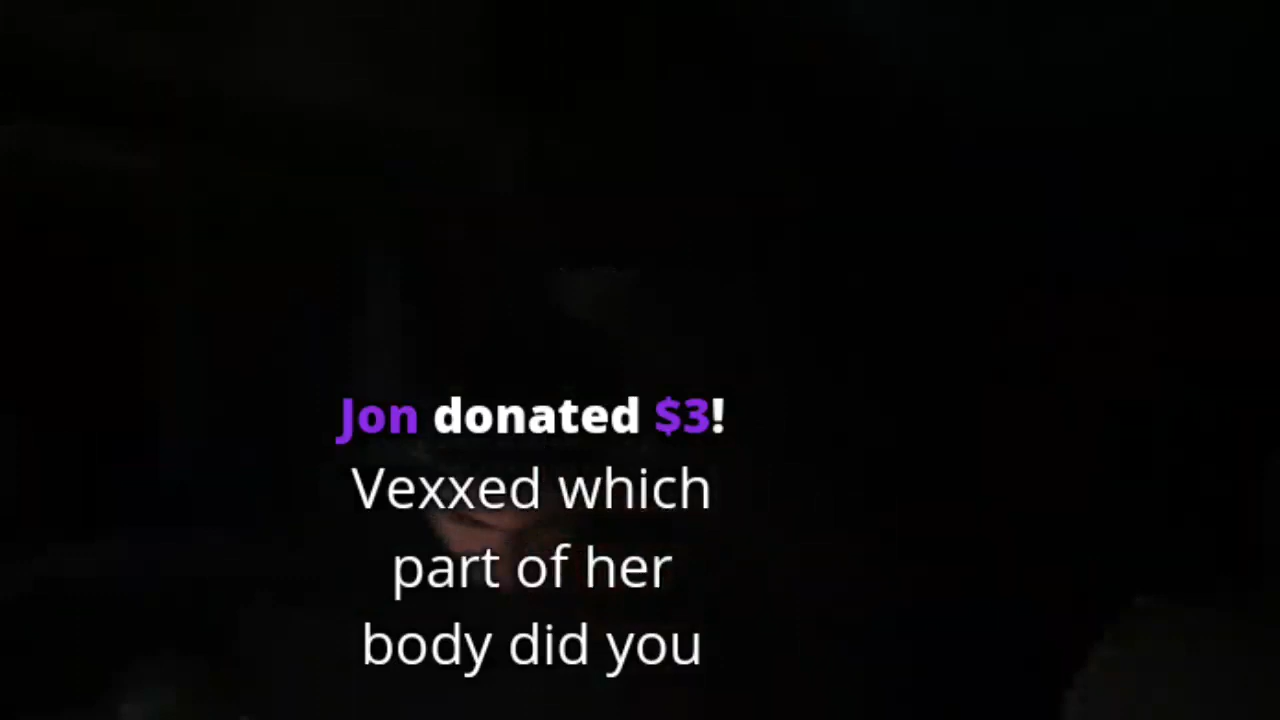 Jon donated $3!
Vexxed which
part of her
body did you